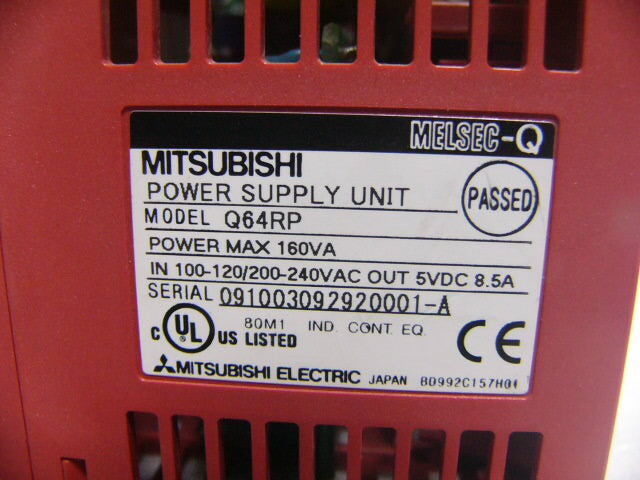 MELSEC-Q
MITSUBISHI
POWER SUPPLY UNIT
PASSED
MODEL Q64RP
POWER MAX 160VA
IN 100-120/200-240VAC OUT 5VDC 8.5A
SERIAL 091003092920001-A
C UL US LISTED 80M1 IND. CONT. EQ. CE
MITSUBISHI ELECTRIC JAPAN BD992C157H04